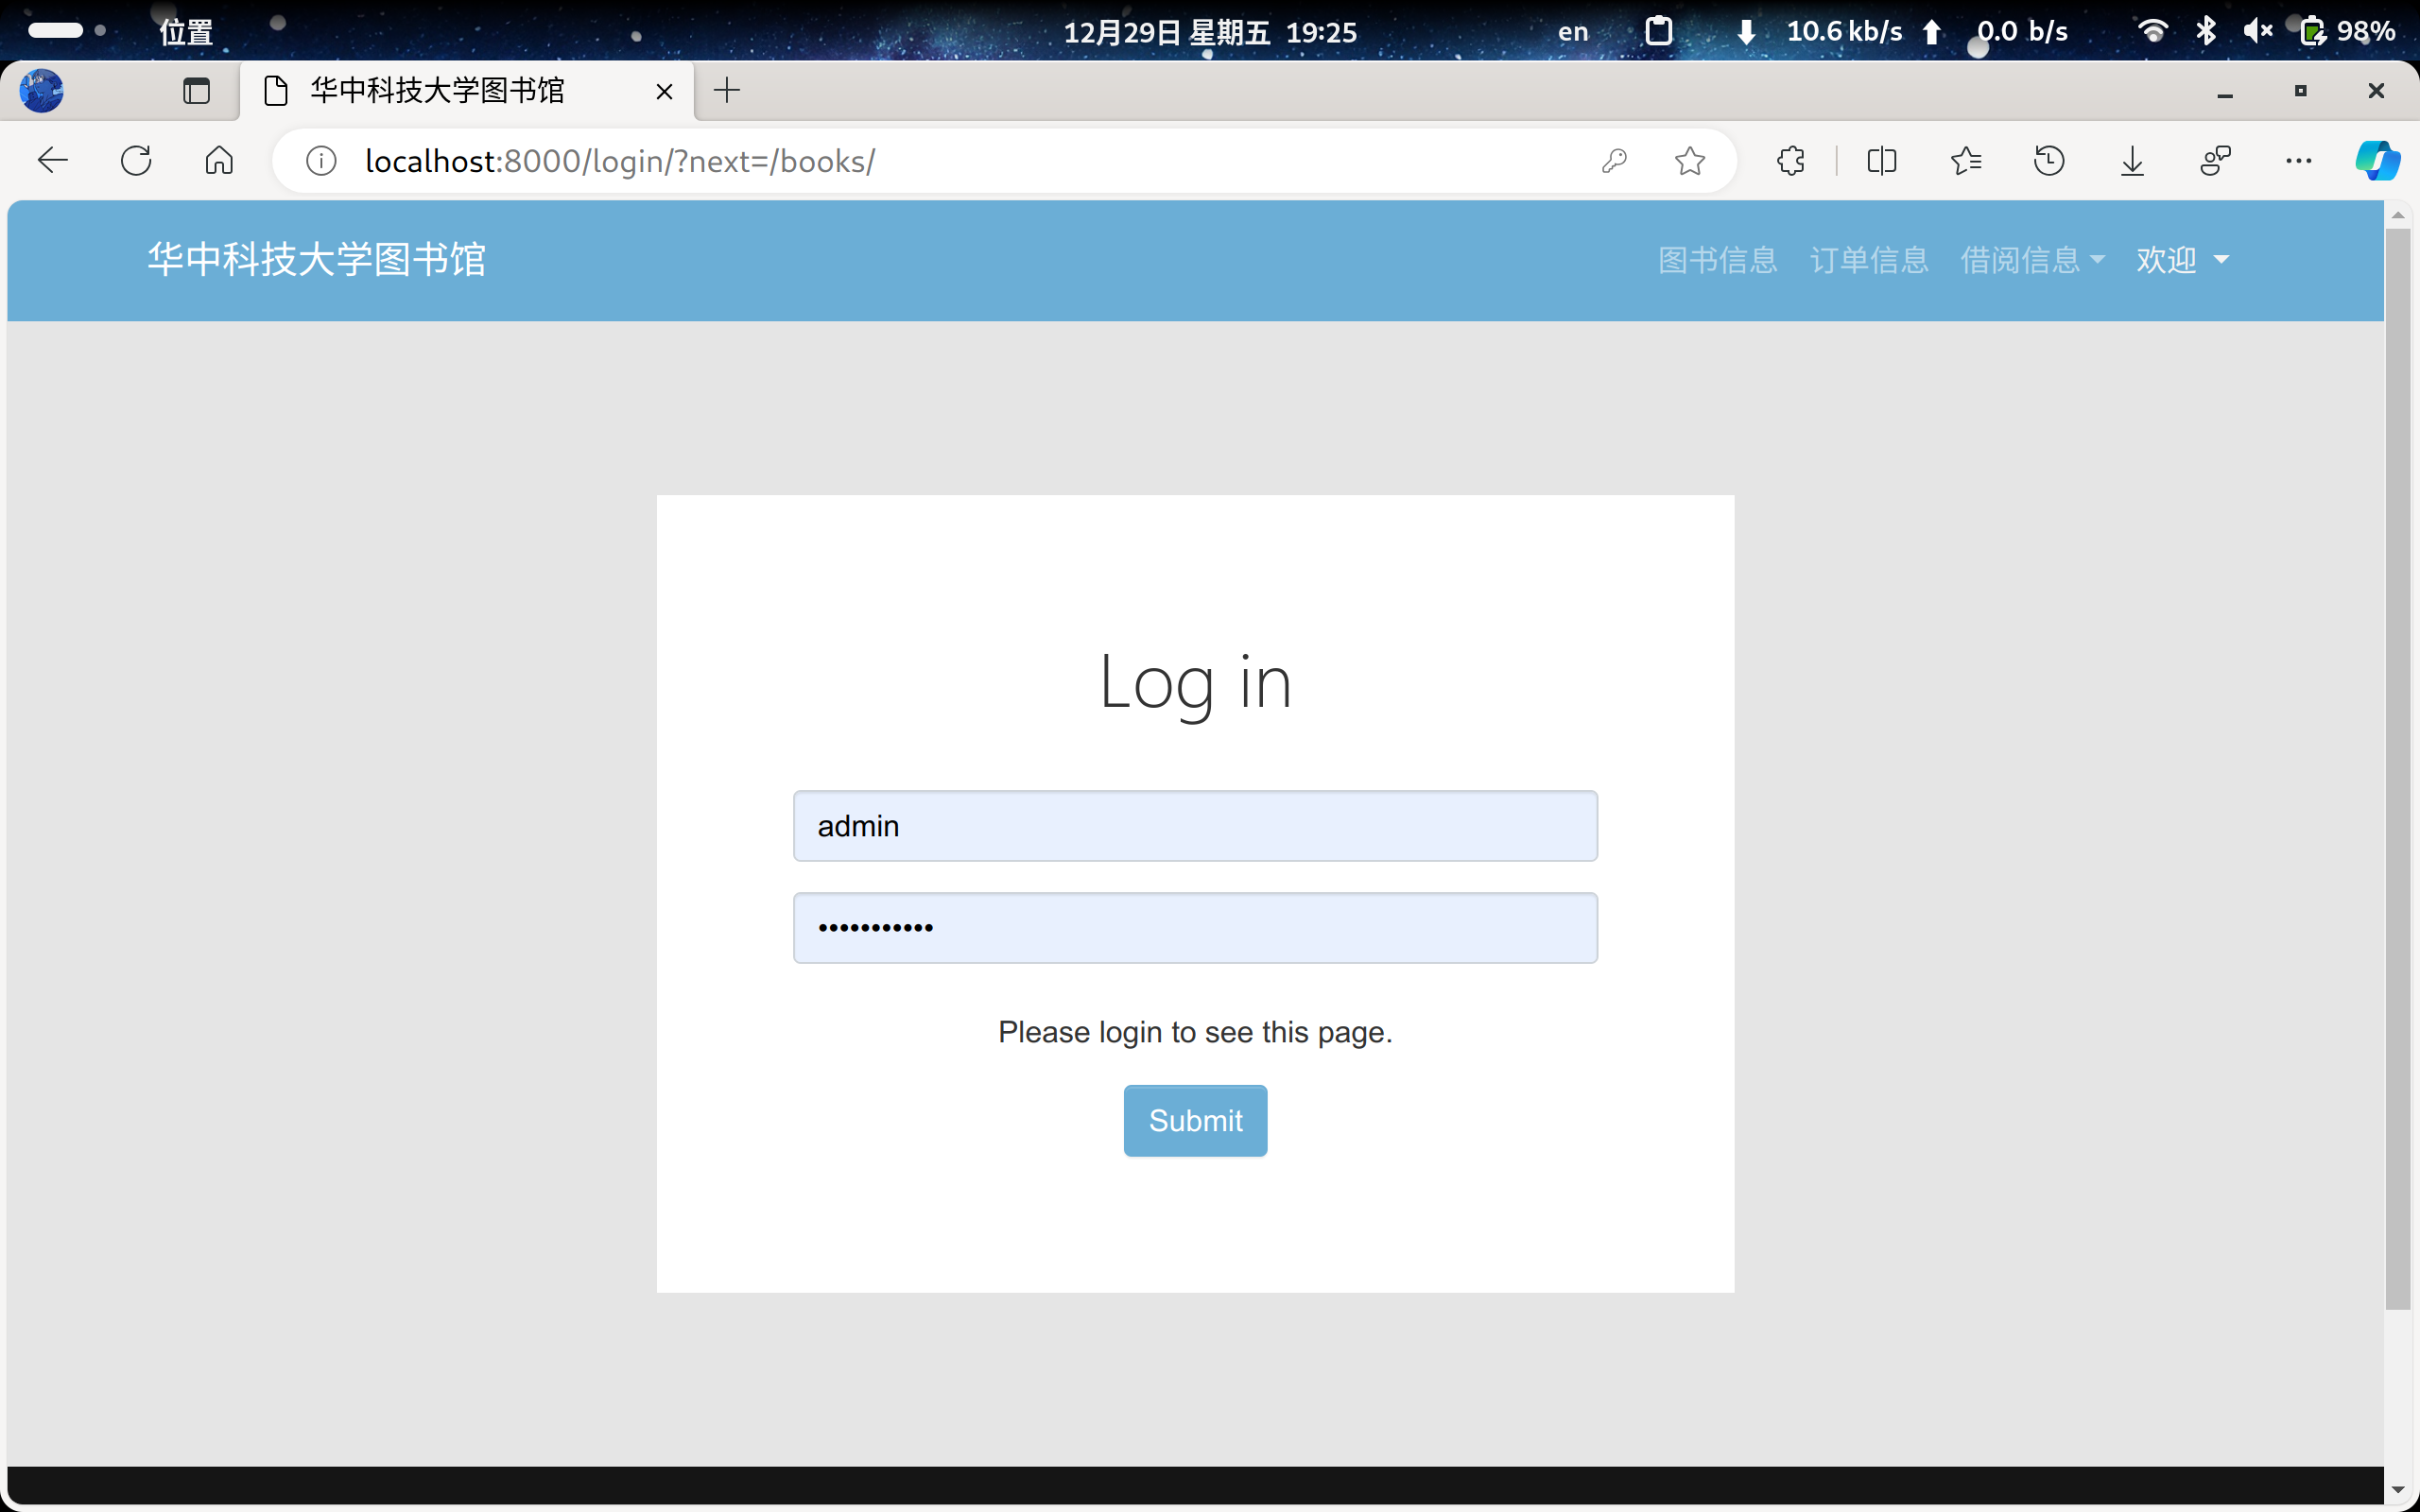 位置
12月29日 星期五 19:25
en
10.6 kb/s 0.0 b/s
98%
华中科技大学图书馆
localhost:8000/login/?next=/books/
华中科技大学图书馆
图书信息 订单信息 借阅信息 欢迎
Log in
admin
•••••••••••
Please login to see this page.
Submit